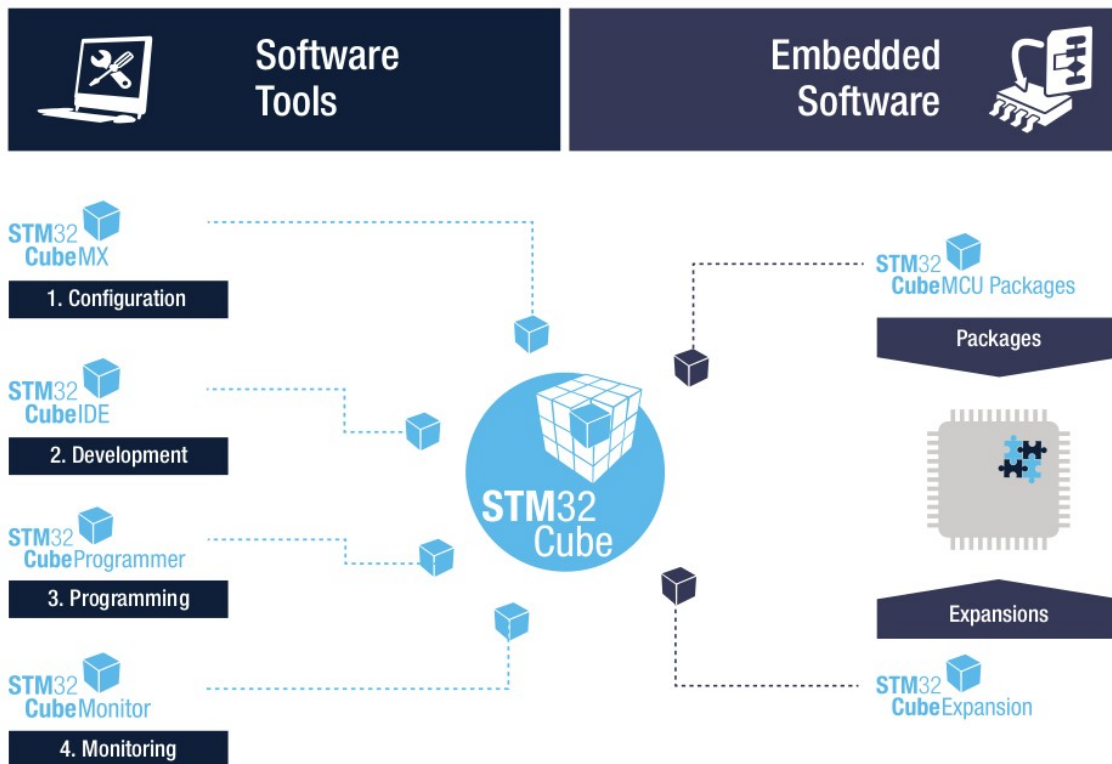 Software
Tools
Embedded
Software
STM32
CubeMX
1. Configuration
STM32
CubeIDE
2. Development
STM32
CubeProgrammer
3. Programming
STM32
CubeMonitor
4. Monitoring
STM32
Cube
STM32
CubeMCU Packages
Packages
Expansions
STM32
CubeExpansion